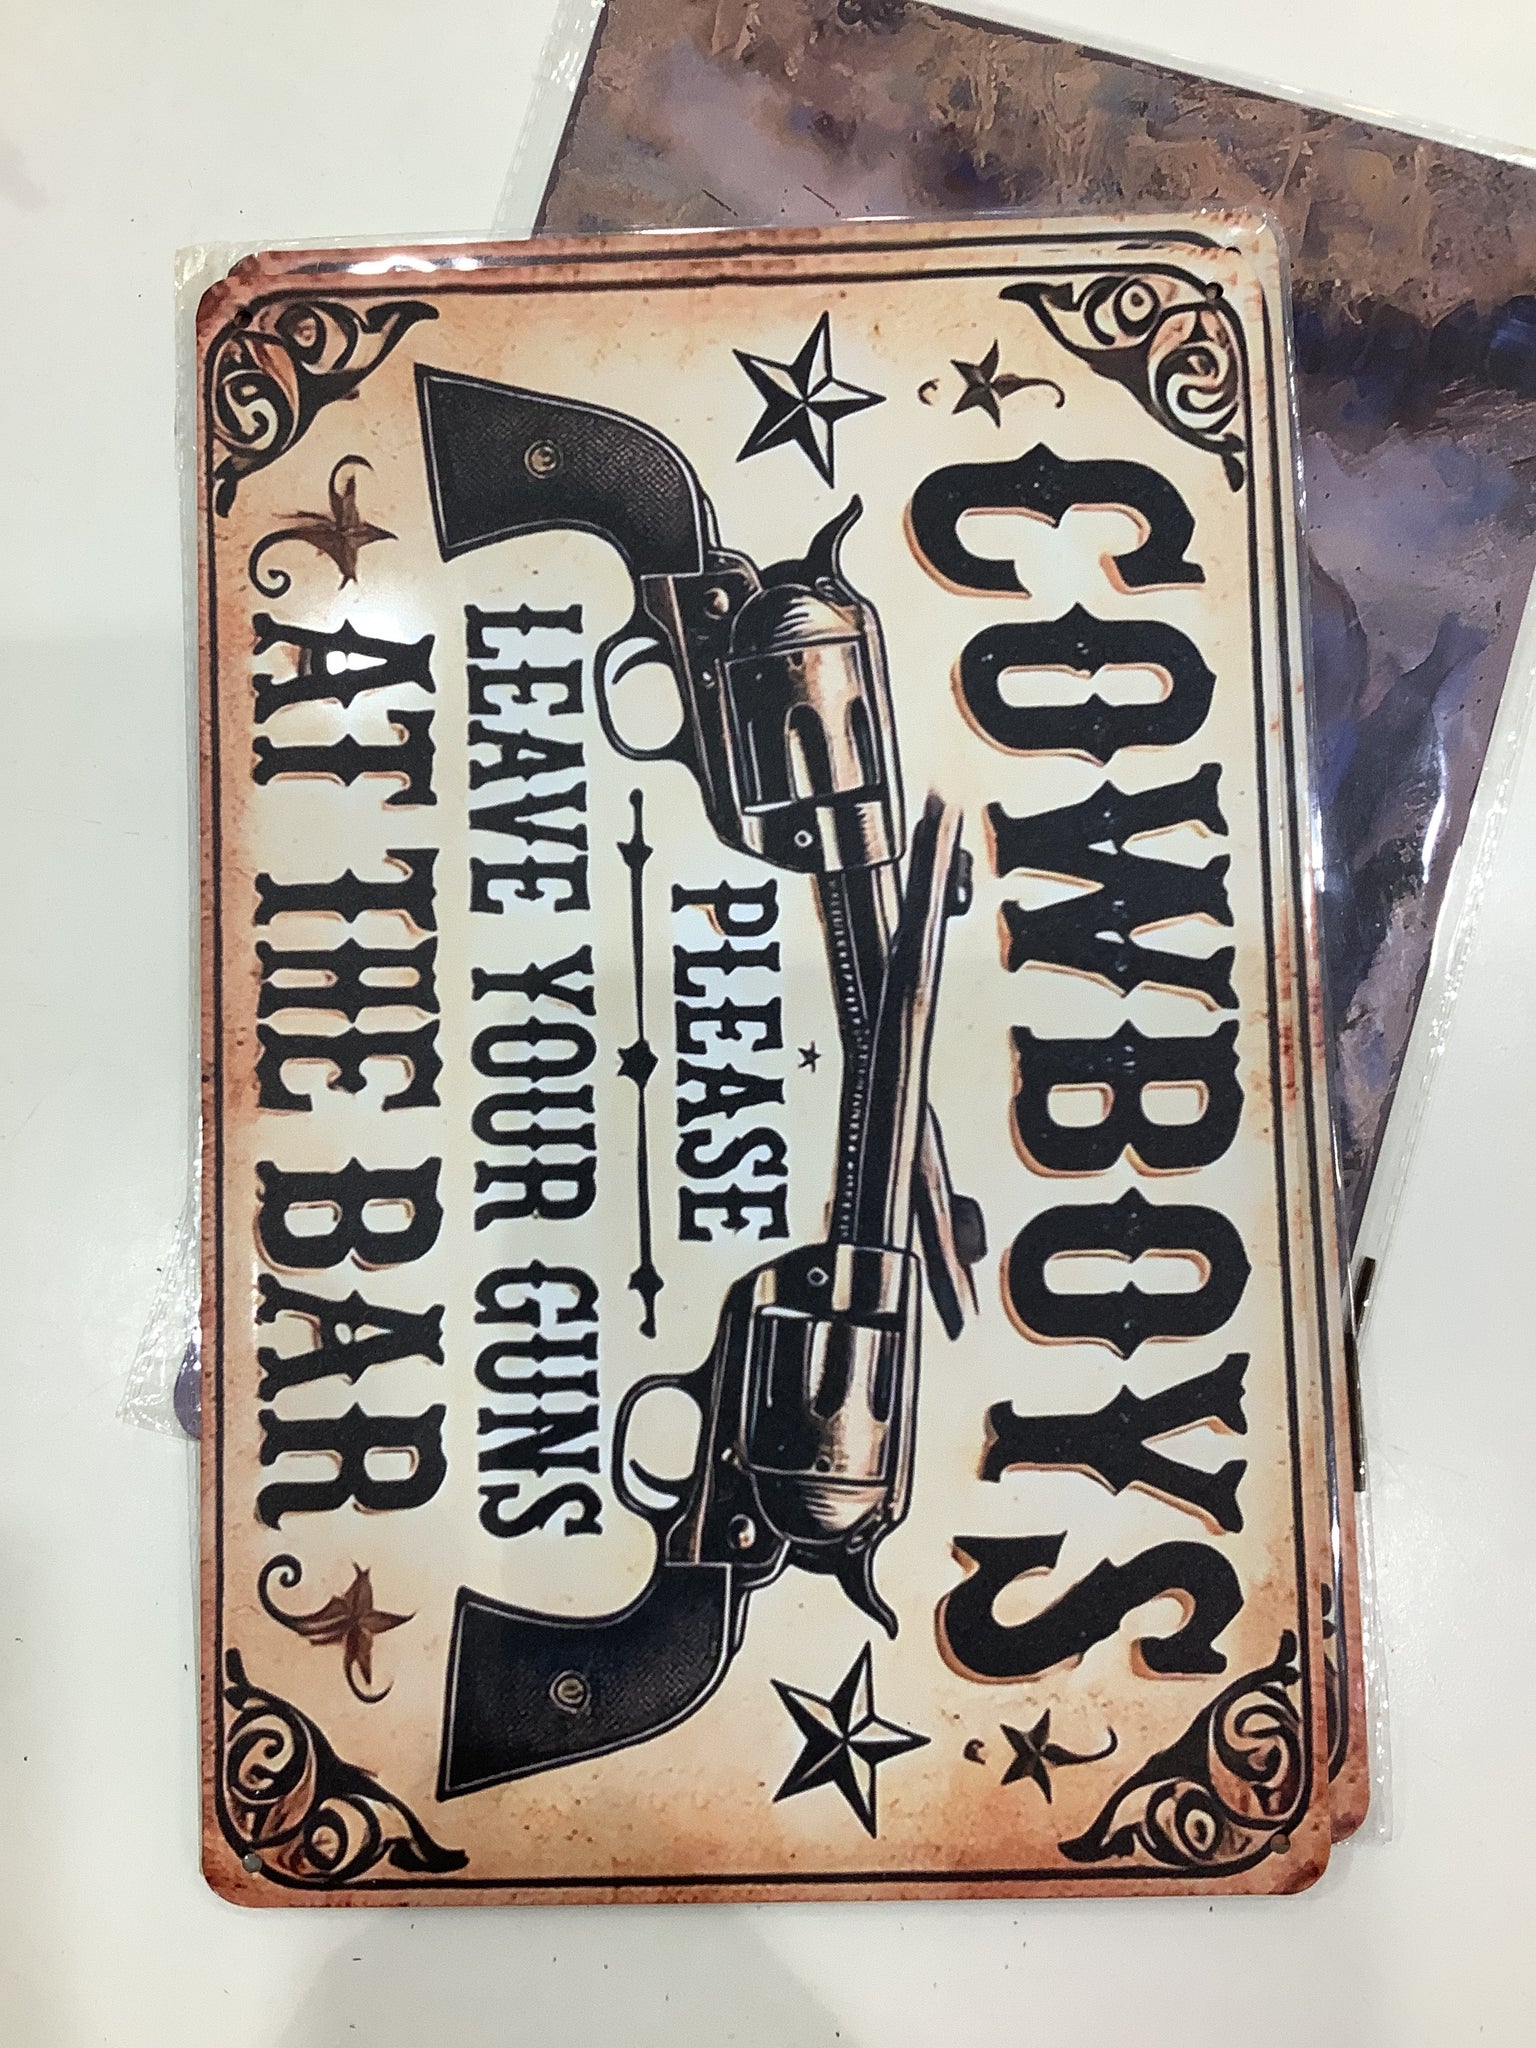 COWBOYS
PLEASE
LEAVE YOUR GUNS
AT THE BAR